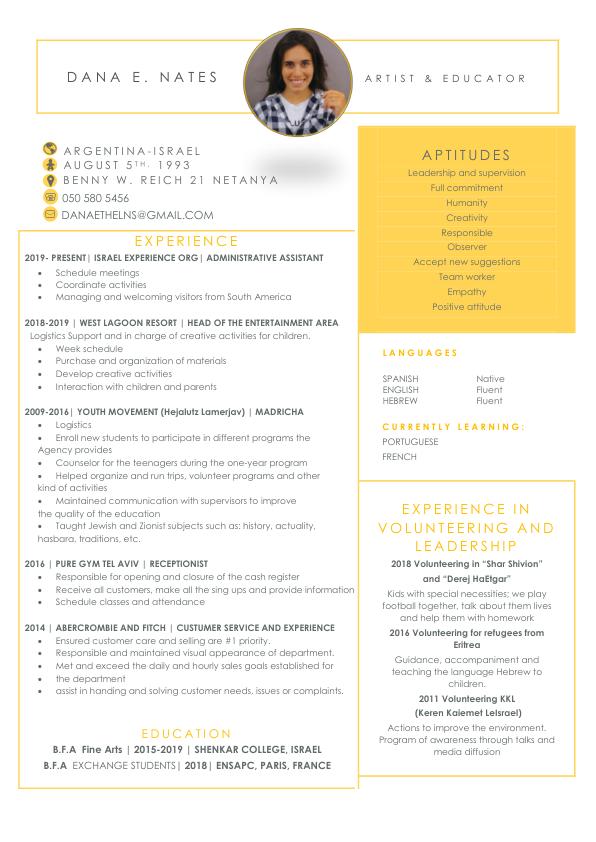 DANA E. NATES
ARTIST & EDUCATOR
ARGENTINA-ISRAEL
AUGUST 5TH, 1993
BENNY W. REICH 21 NETANYA
050 580 5456
DANAETHELNS@GMAIL.COM
EXPERIENCE
2019- PRESENT| ISRAEL EXPERIENCE ORG| ADMINISTRATIVE ASSISTANT
• Schedule meetings
• Coordinate activities
• Managing and welcoming visitors from South America
2018-2019 | WEST LAGOON RESORT | HEAD OF THE ENTERTAINMENT AREA
Logistics Support and in charge of creative activities for children.
• Week schedule
• Purchase and organization of materials
• Develop creative activities
• Interaction with children and parents
2009-2016| YOUTH MOVEMENT (Hejalutz Lamerjav) | MADRICHA
• Logistics
• Enroll new students to participate in different programs the
Agency provides
• Counselor for the teenagers during the one-year program
• Helped organize and run trips, volunteer programs and other
kind of activities
• Maintained communication with supervisors to improve
the quality of the education
• Taught Jewish and Zionist subjects such as: history, actuality,
hasbara, traditions, etc.
2016 | PURE GYM TEL AVIV | RECEPTIONIST
• Responsible for opening and closure of the cash register
• Receive all customers, make all the sing ups and provide information
• Schedule classes and attendance
2014 | ABERCROMBIE AND FITCH | CUSTUMER SERVICE AND EXPERIENCE
• Ensured customer care and selling are #1 priority.
• Responsible and maintained visual appearance of department.
• Met and exceed the daily and hourly sales goals established for
• the department
• assist in handing and solving customer needs, issues or complaints.
EDUCATION
B.F.A Fine Arts | 2015-2019 | SHENKAR COLLEGE, ISRAEL
B.F.A EXCHANGE STUDENTS| 2018| ENSAPC, PARIS, FRANCE
APTITUDES
Leadership and supervision
Full commitment
Humanity
Creativity
Responsible
Observer
Accept new suggestions
Team worker
Empathy
Positive attitude
LANGUAGES
SPANISH Native
ENGLISH Fluent
HEBREW Fluent
CURRENTLY LEARNING:
PORTUGUESE
FRENCH
EXPERIENCE IN
VOLUNTEERING AND
LEADERSHIP
2018 Volunteering in “Shar Shivion”
and “Derej HaEtgar”
Kids with special necessities; we play
football together, talk about them lives
and help them with homework
2016 Volunteering for refugees from
Eritrea
Guidance, accompaniment and
teaching the language Hebrew to
children.
2011 Volunteering KKL
(Keren Kaiemet LeIsrael)
Actions to improve the environment.
Program of awareness through talks and
media diffusion